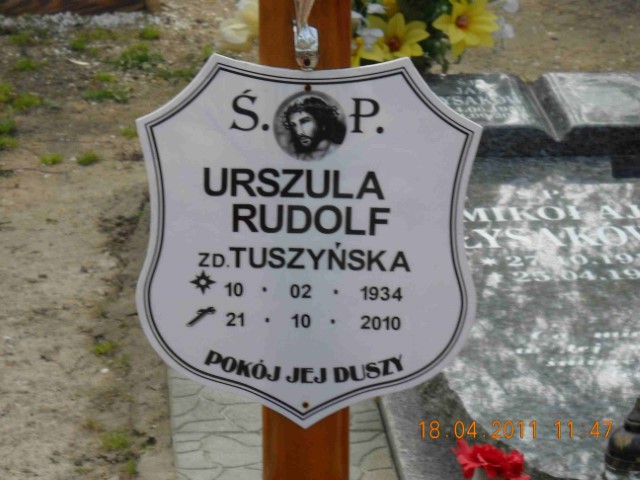 Ś. P.
URSZULA
RUDOLF
ZD. TUSZYŃSKA
10 · 02 · 1934
21 · 10 · 2010
POKÓJ JEJ DUSZY
18.04.2011 11:47